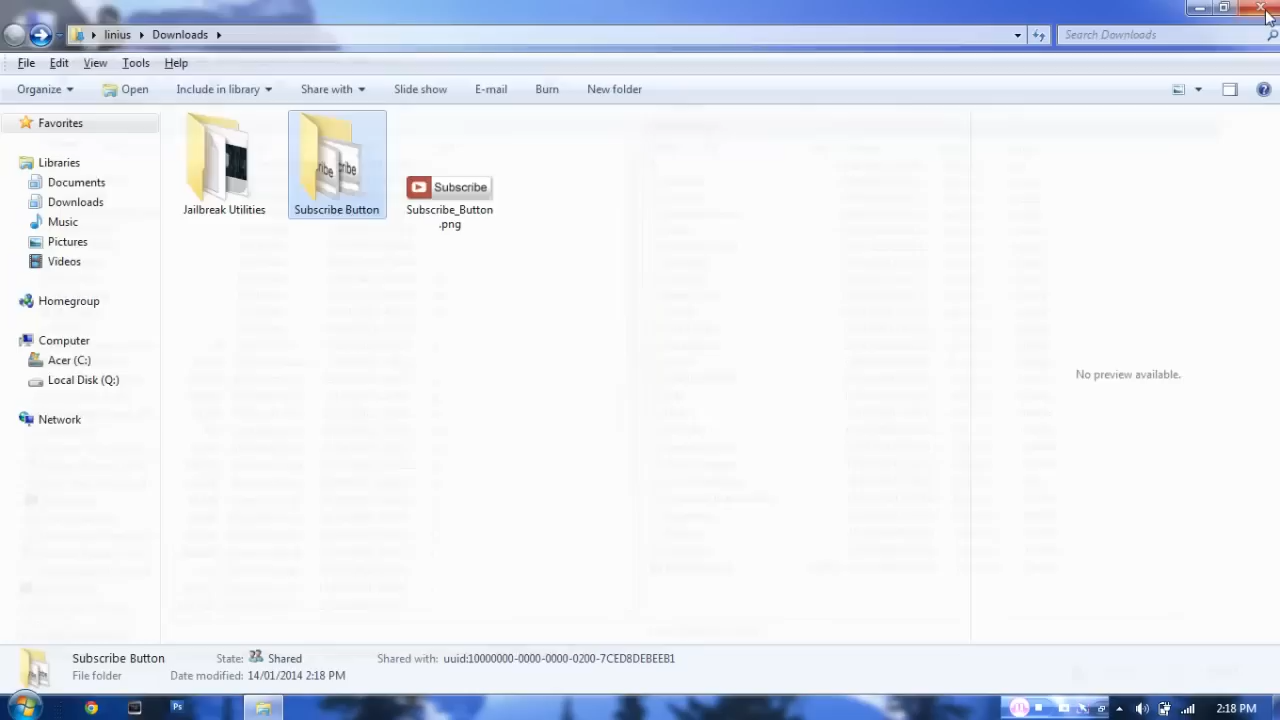 linius Downloads
Search Downloads
File Edit View Tools Help
Organize Open Include in library Share with Slide show E-mail Burn New folder
Favorites
Libraries
Documents
Downloads
Music
Pictures
Videos
Homegroup
Computer
Acer (C:)
Local Disk (Q:)
Network
Jailbreak Utilities
Subscribe Button
Subscribe
Subscribe_Button
.png
No preview available.
Subscribe Button State: Shared Shared with: uuid:10000000-0000-0000-0200-7CED8DEBEEB1
File folder Date modified: 14/01/2014 2:18 PM
Ps
2:18 PM